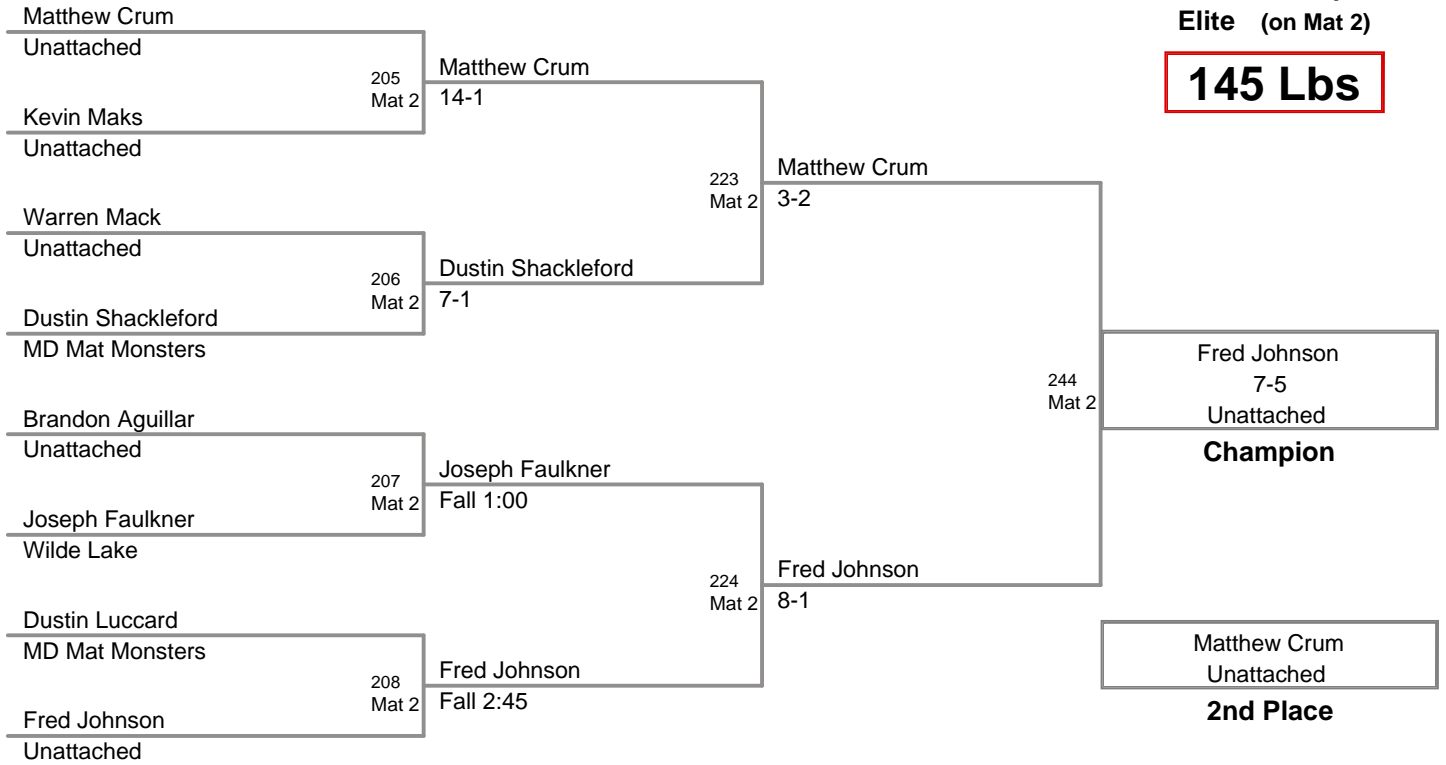 Elite (on Mat 2)
145 Lbs
Matthew Crum
Unattached
205
Mat 2
Matthew Crum
14-1
Kevin Maks
Unattached
223
Mat 2
Matthew Crum
3-2
Warren Mack
Unattached
206
Mat 2
Dustin Shackleford
7-1
Dustin Shackleford
MD Mat Monsters
244
Mat 2
Fred Johnson
7-5
Unattached
Champion
Brandon Aguillar
Unattached
207
Mat 2
Joseph Faulkner
Fall 1:00
Joseph Faulkner
Wilde Lake
224
Mat 2
Fred Johnson
8-1
Dustin Luccard
MD Mat Monsters
208
Mat 2
Fred Johnson
Fall 2:45
Fred Johnson
Unattached
Matthew Crum
Unattached
2nd Place